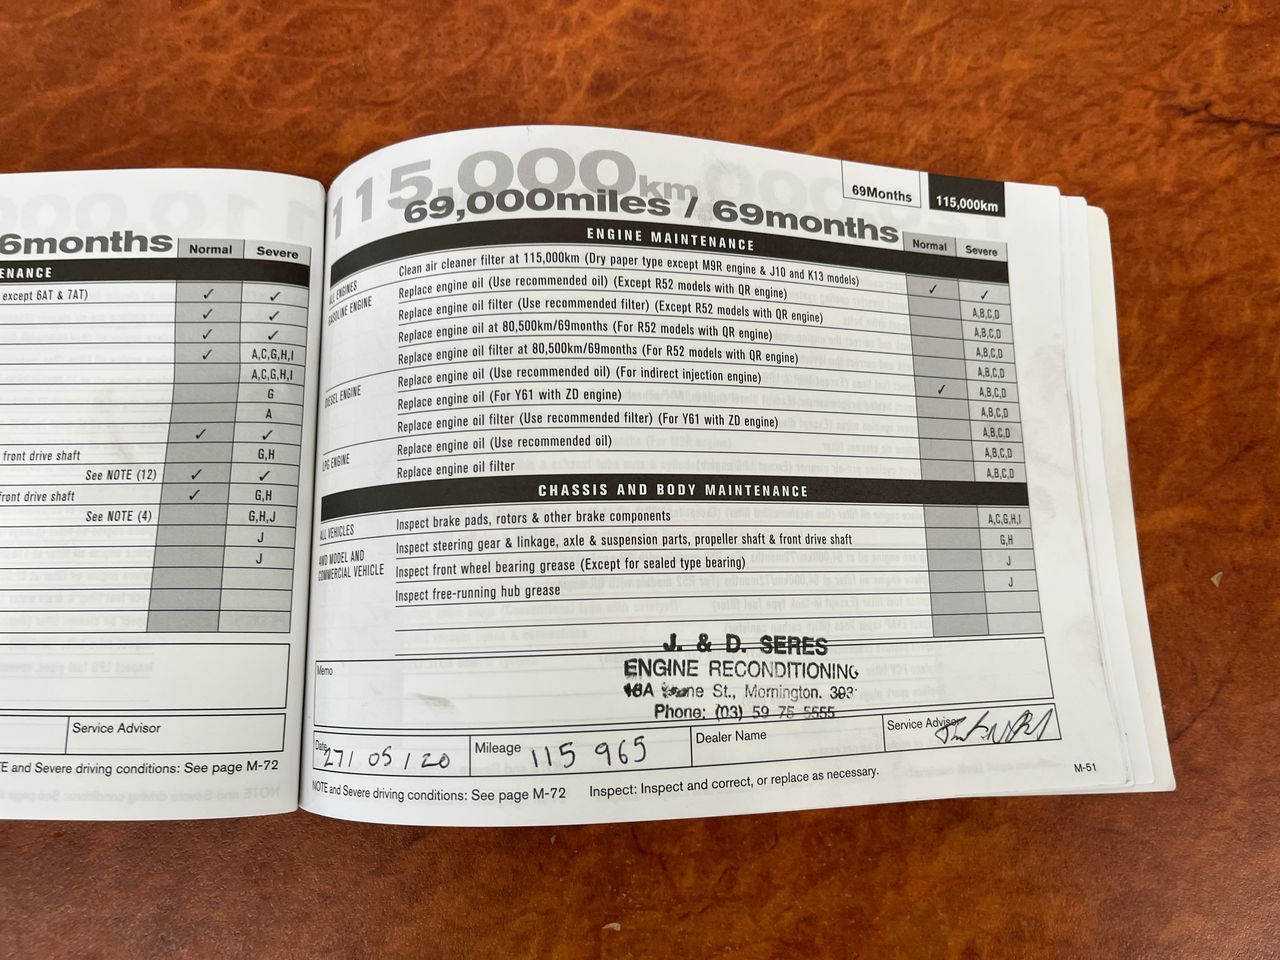 6months
Normal Severe
ENANCE
except 6AT & 7AT) ✓ ✓
✓ ✓
✓ ✓
✓ A,C,G,H,I
A,C,G,H,I
G
A
✓ ✓
front drive shaft G,H
See NOTE (12) ✓ ✓
front drive shaft ✓ G,H
See NOTE (4) G,H,J
J
J
Service Advisor
E and Severe driving conditions: See page M-72
115,000km
69,000miles / 69months
69Months 115,000km
Normal Severe
ENGINE MAINTENANCE
ALL ENGINES
Clean air cleaner filter at 115,000km (Dry paper type except M9R engine & J10 and K13 models) ✓ ✓
GASOLINE ENGINE
Replace engine oil (Use recommended oil) (Except R52 models with QR engine) A,B,C,D
Replace engine oil filter (Use recommended filter) (Except R52 models with QR engine) A,B,C,D
Replace engine oil at 80,500km/69months (For R52 models with QR engine) A,B,C,D
Replace engine oil filter at 80,500km/69months (For R52 models with QR engine) A,B,C,D
DIESEL ENGINE
Replace engine oil (Use recommended oil) (For indirect injection engine) ✓ A,B,C,D
Replace engine oil (For Y61 with ZD engine) A,B,C,D
Replace engine oil filter (Use recommended filter) (For Y61 with ZD engine) A,B,C,D
LPG ENGINE
Replace engine oil (Use recommended oil) A,B,C,D
Replace engine oil filter A,B,C,D
CHASSIS AND BODY MAINTENANCE
ALL VEHICLES
Inspect brake pads, rotors & other brake components A,C,G,H,I
Inspect steering gear & linkage, axle & suspension parts, propeller shaft & front drive shaft G,H
4WD MODEL AND
COMMERCIAL VEHICLE
Inspect front wheel bearing grease (Except for sealed type bearing) J
Inspect free-running hub grease J
Memo
J. & D. SERES
ENGINE RECONDITIONING
St., Mornington.
Phone: (03) 59 75 5555
Date 27/05/20
Mileage 115 965
Dealer Name
Service Advisor
NOTE and Severe driving conditions: See page M-72 Inspect: Inspect and correct, or replace as necessary.
M-51